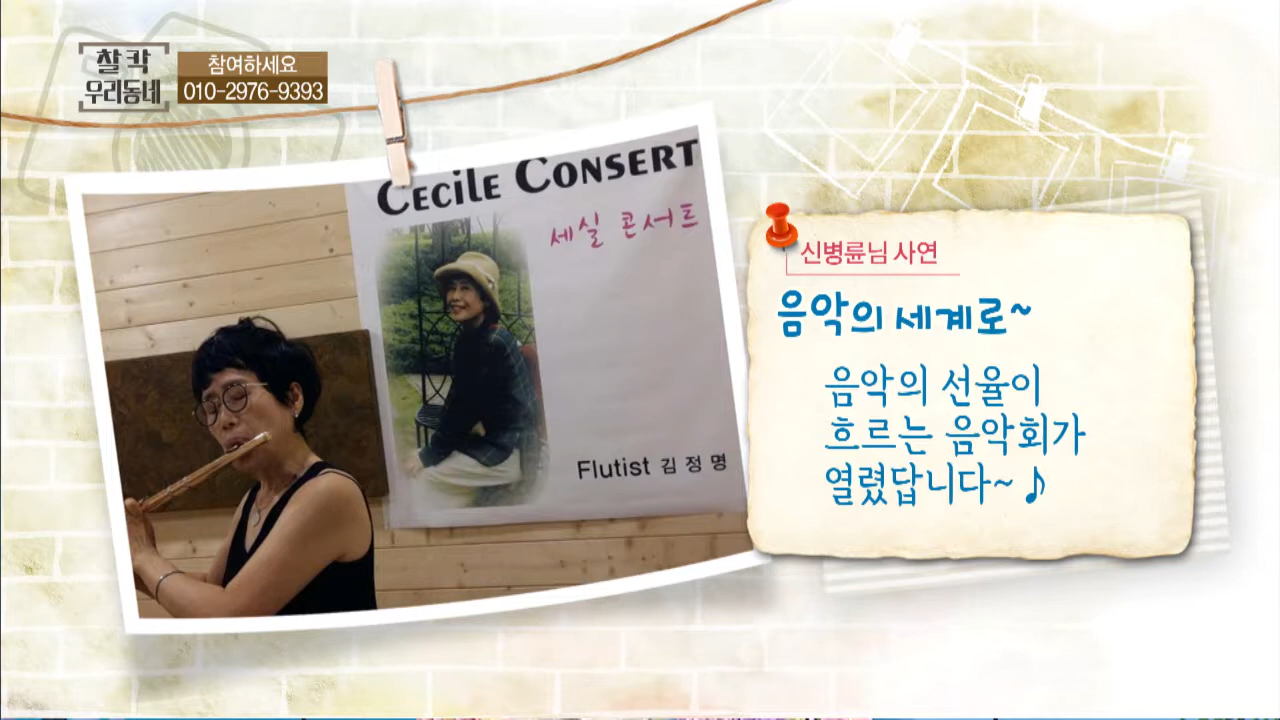 찰칵
우리동네
참여하세요
010-2976-9393
CECILE CONSERT
세실 콘서트
Flutist 김정명
신병륜님 사연
음악의 세계로~
음악의 선율이
흐르는 음악회가
열렸답니다~♪